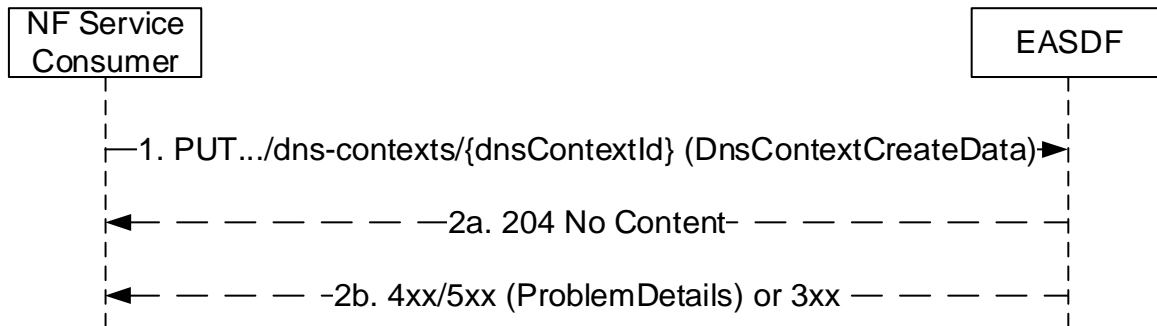 NF Service
Consumer
EASDF
1. PUT.../dns-contexts/{dnsContextId} (DnsContextCreateData)
2a. 204 No Content
2b. 4xx/5xx (ProblemDetails) or 3xx